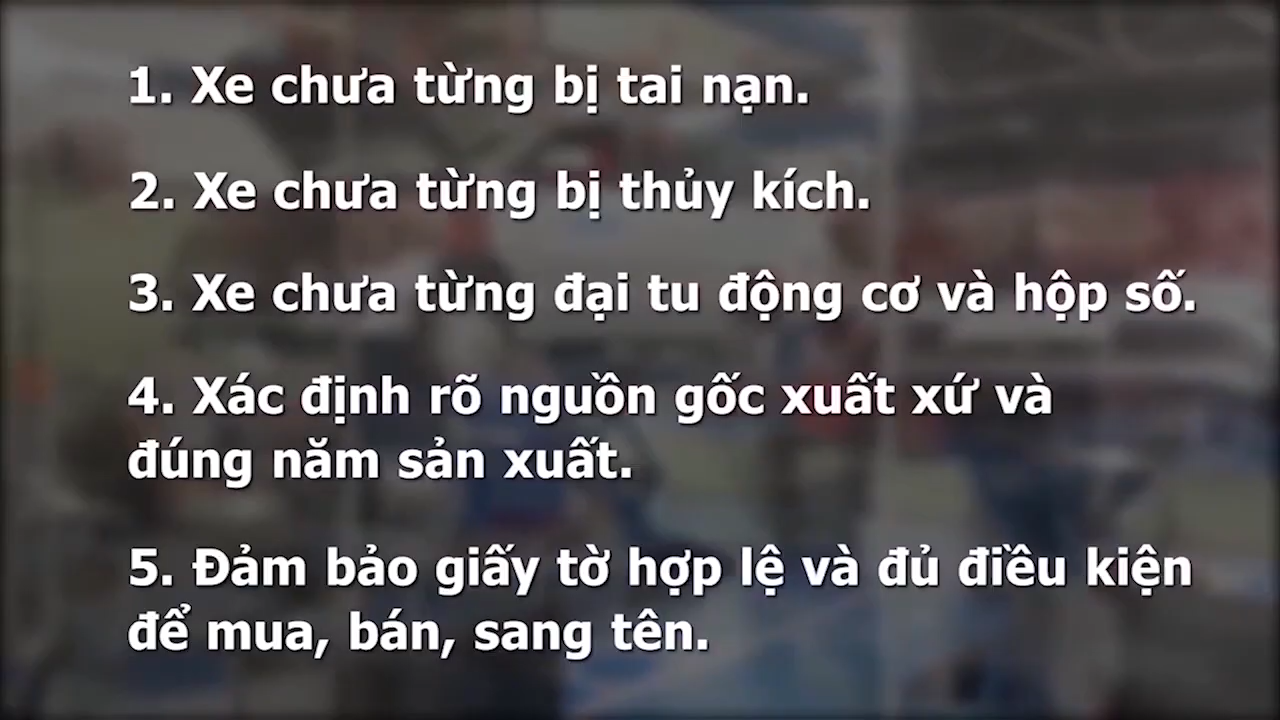 1. Xe chưa từng bị tai nạn.
2. Xe chưa từng bị thủy kích.
3. Xe chưa từng đại tu động cơ và hộp số.
4. Xác định rõ nguồn gốc xuất xứ và
đúng năm sản xuất.
5. Đảm bảo giấy tờ hợp lệ và đủ điều kiện
để mua, bán, sang tên.